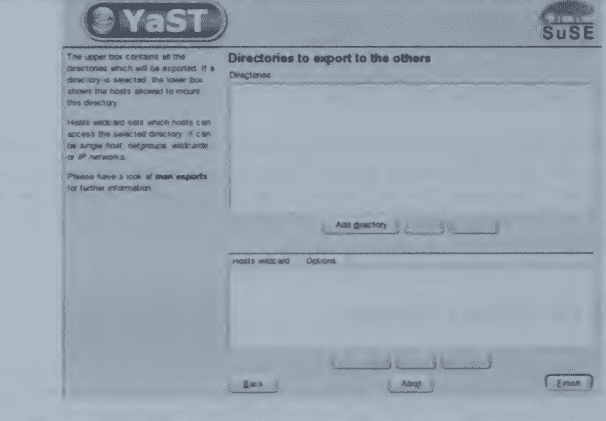 YaST
SuSE
The upper box contains all the
directories which will be exported. If a
directory is selected, the lower box
shows the hosts allowed to mount
this directory.
Hosts wildcard sets which hosts can
access the selected directory. It can
be single host, netgroups, wildcards
or IP networks.
Please have a look at man exports
for further information.
Directories to export to the others
Directories
Add directory
Hosts wildcard Options
Back
Abort
Finish